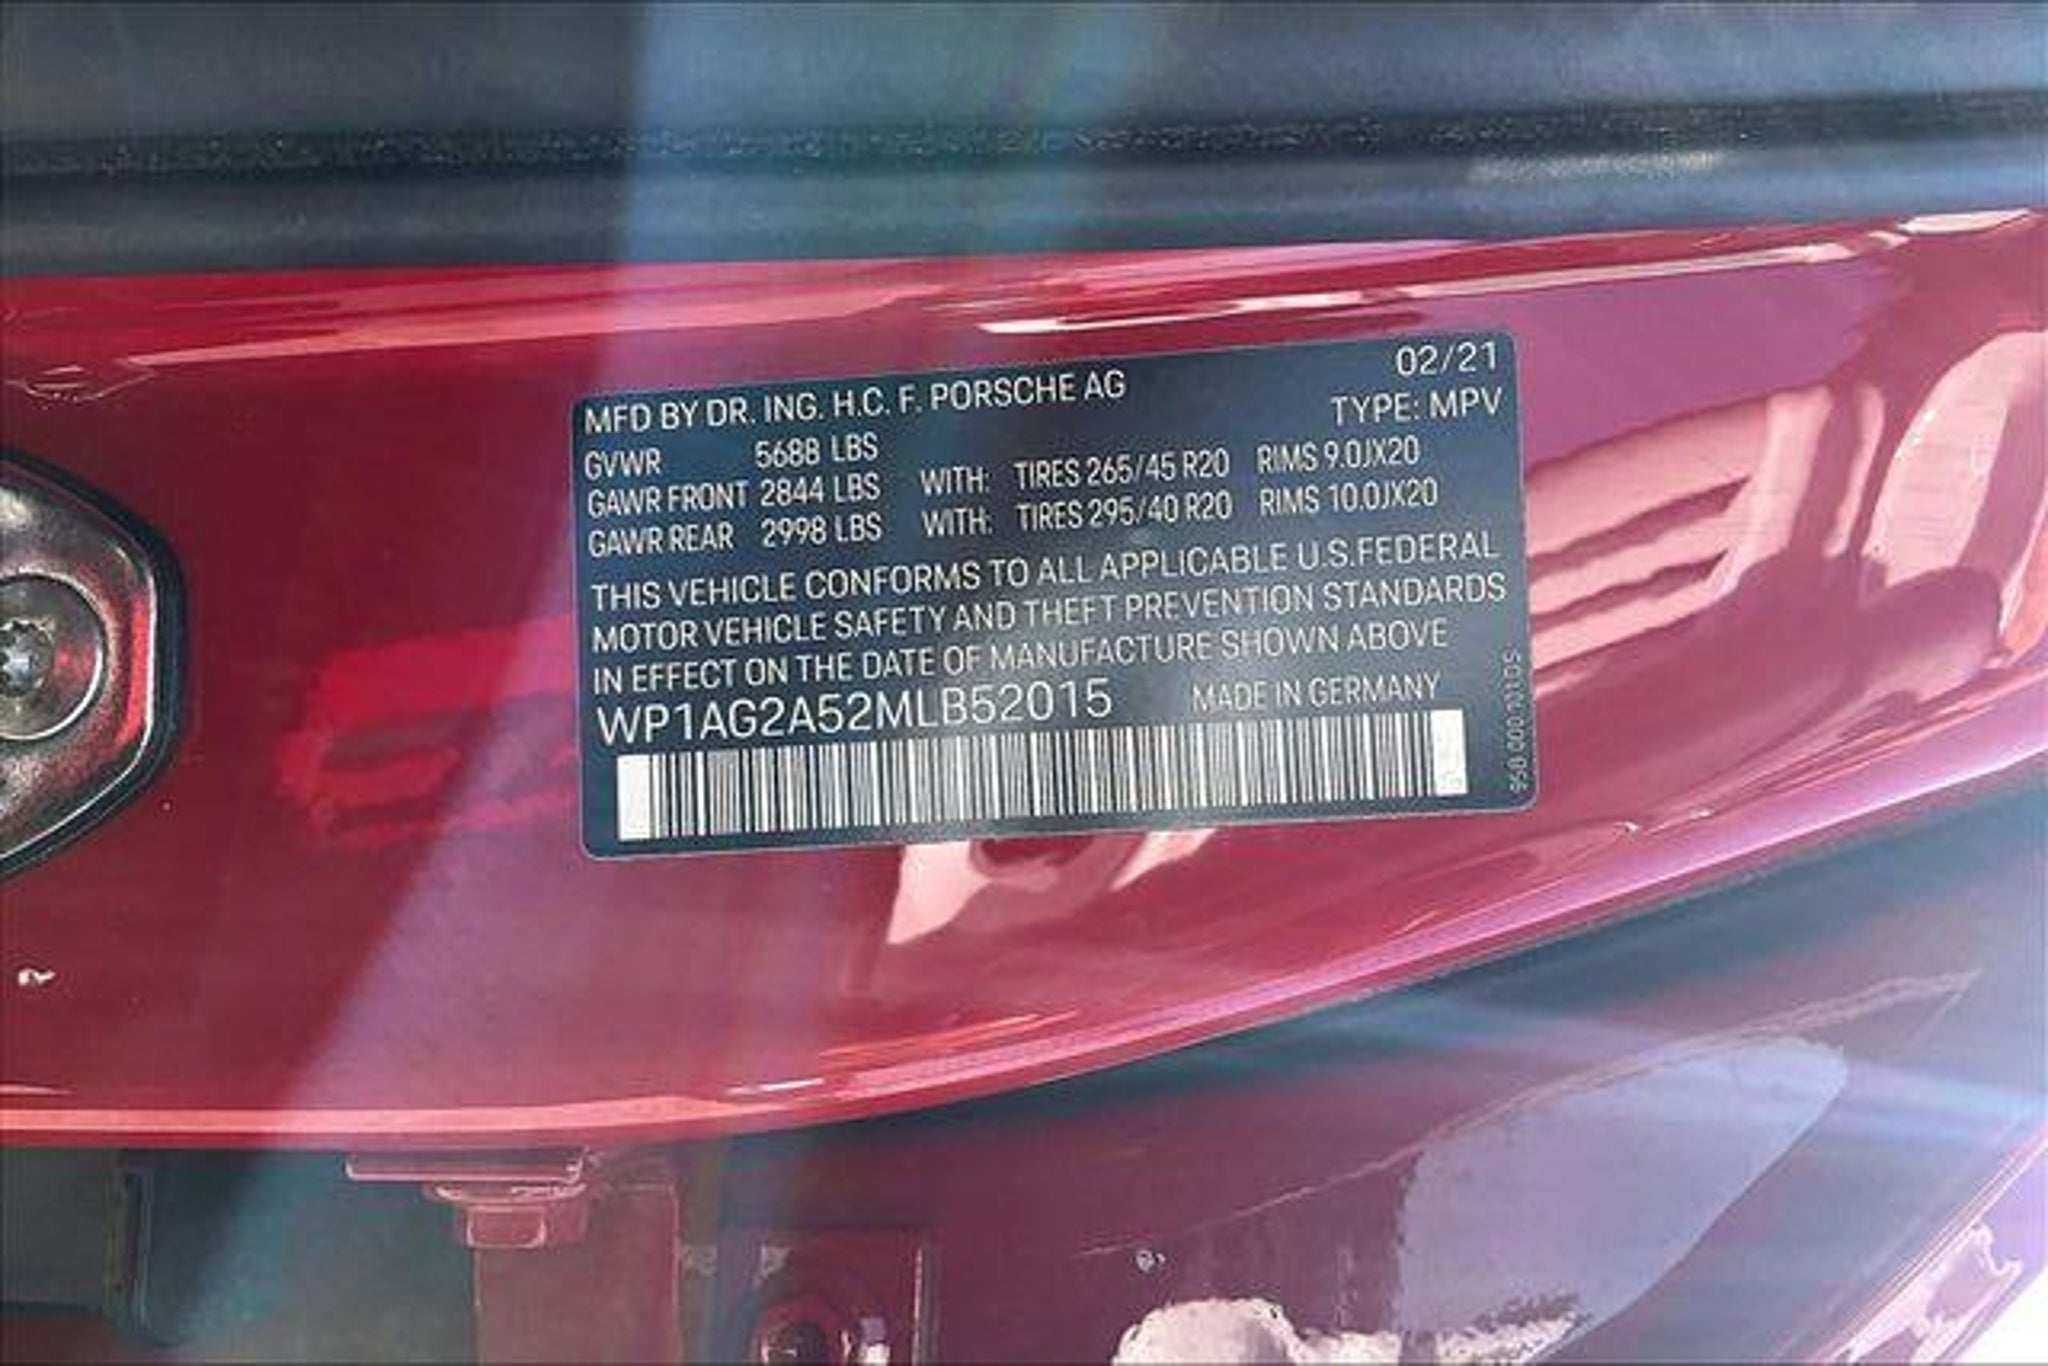 02/21
MFD BY DR. ING. H.C. F. PORSCHE AG
TYPE: MPV
GVWR 5688 LBS
GAWR FRONT 2844 LBS WITH: TIRES 265/45 R20 RIMS 9.0JX20
GAWR REAR 2998 LBS WITH: TIRES 295/40 R20 RIMS 10.0JX20
THIS VEHICLE CONFORMS TO ALL APPLICABLE U.S.FEDERAL
MOTOR VEHICLE SAFETY AND THEFT PREVENTION STANDARDS
IN EFFECT ON THE DATE OF MANUFACTURE SHOWN ABOVE
WP1AG2A52MLB52015 MADE IN GERMANY